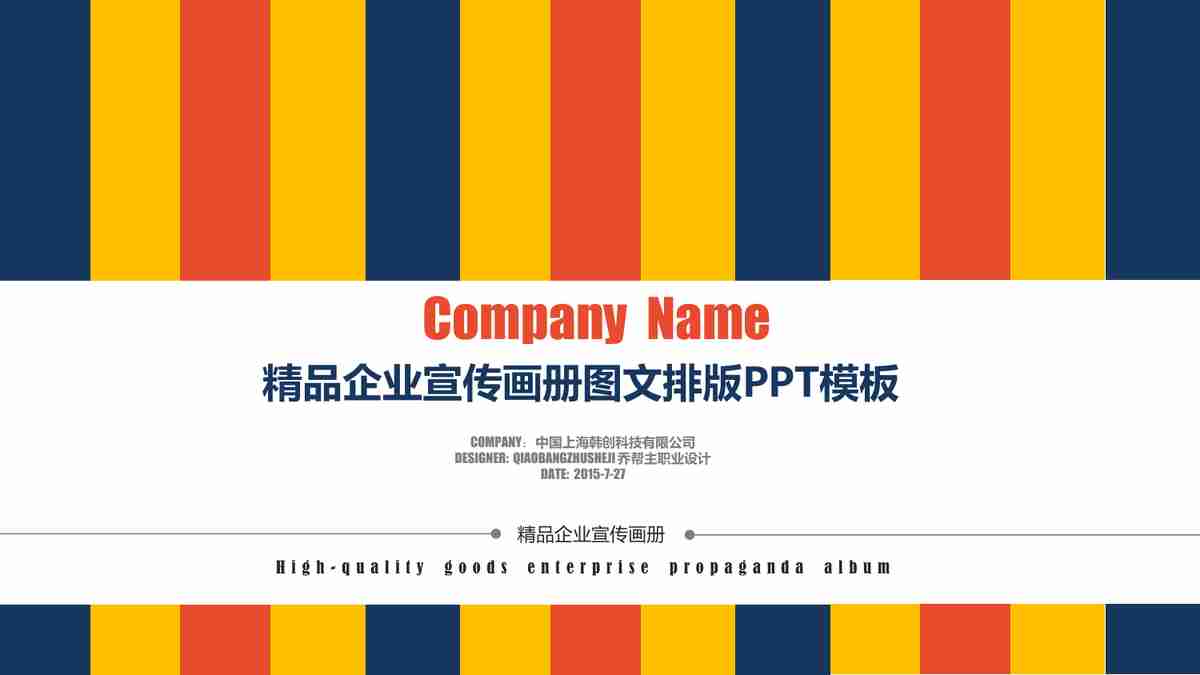 Company Name
精品企业宣传画册图文排版PPT模板
COMPANY：中国上海韩创科技有限公司
DESIGNER: QIAOBANGZHUSHEJI 乔帮主职业设计
DATE: 2015-7-27
精品企业宣传画册
High-quality goods enterprise propaganda album